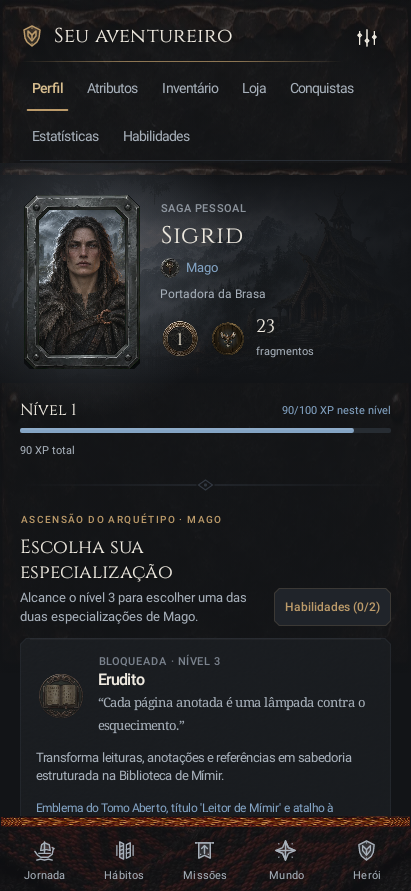 Seu aventureiro
Perfil Atributos Inventário Loja Conquistas
Estatísticas Habilidades
SAGA PESSOAL
Sigrid
Mago
Portadora da Brasa
1 23
fragmentos
Nível 1 90/100 XP neste nível
90 XP total
ASCENSÃO DO ARQUÉTIPO · MAGO
Escolha sua
especialização
Alcance o nível 3 para escolher uma das
duas especializações de Mago.
Habilidades (0/2)
BLOQUEADA · NÍVEL 3
Erudito
“Cada página anotada é uma lâmpada contra o
esquecimento.”
Transforma leituras, anotações e referências em sabedoria
estruturada na Biblioteca de Mímir.
Emblema do Tomo Aberto, título 'Leitor de Mímir' e atalho à
Jornada Hábitos Missões Mundo Herói